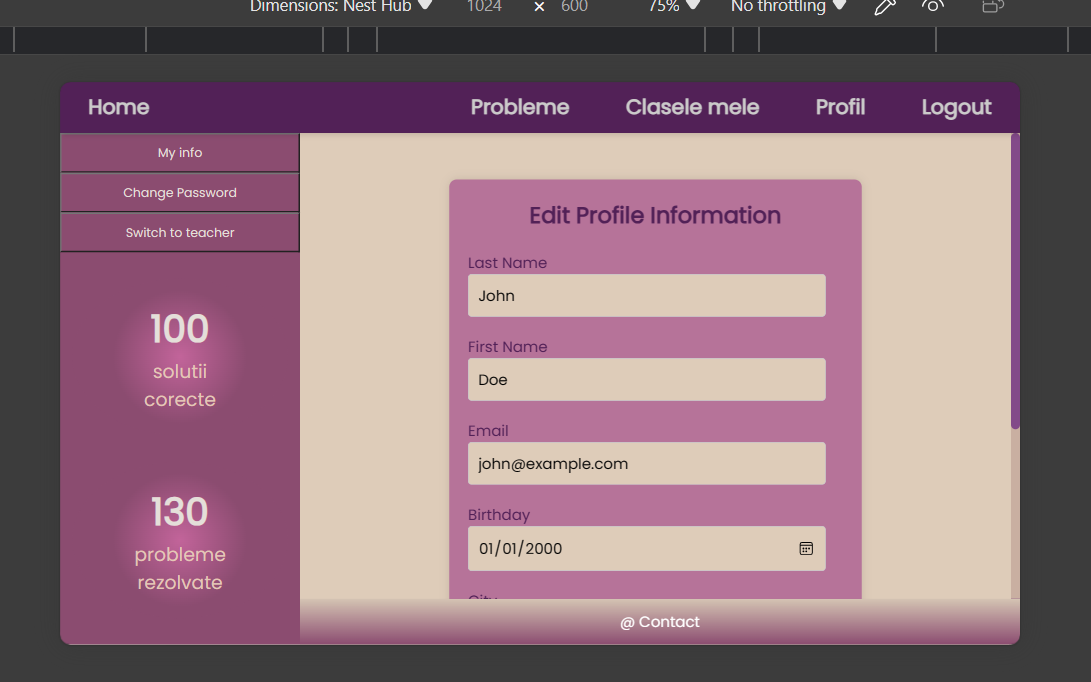 Dimensions: Nest Hub 1024 × 600 75% No throttling
Home Probleme Clasele mele Profil Logout
My info
Change Password
Switch to teacher
100
solutii
corecte
130
probleme
rezolvate
Edit Profile Information
Last Name
John
First Name
Doe
Email
john@example.com
Birthday
01/01/2000
City
@ Contact